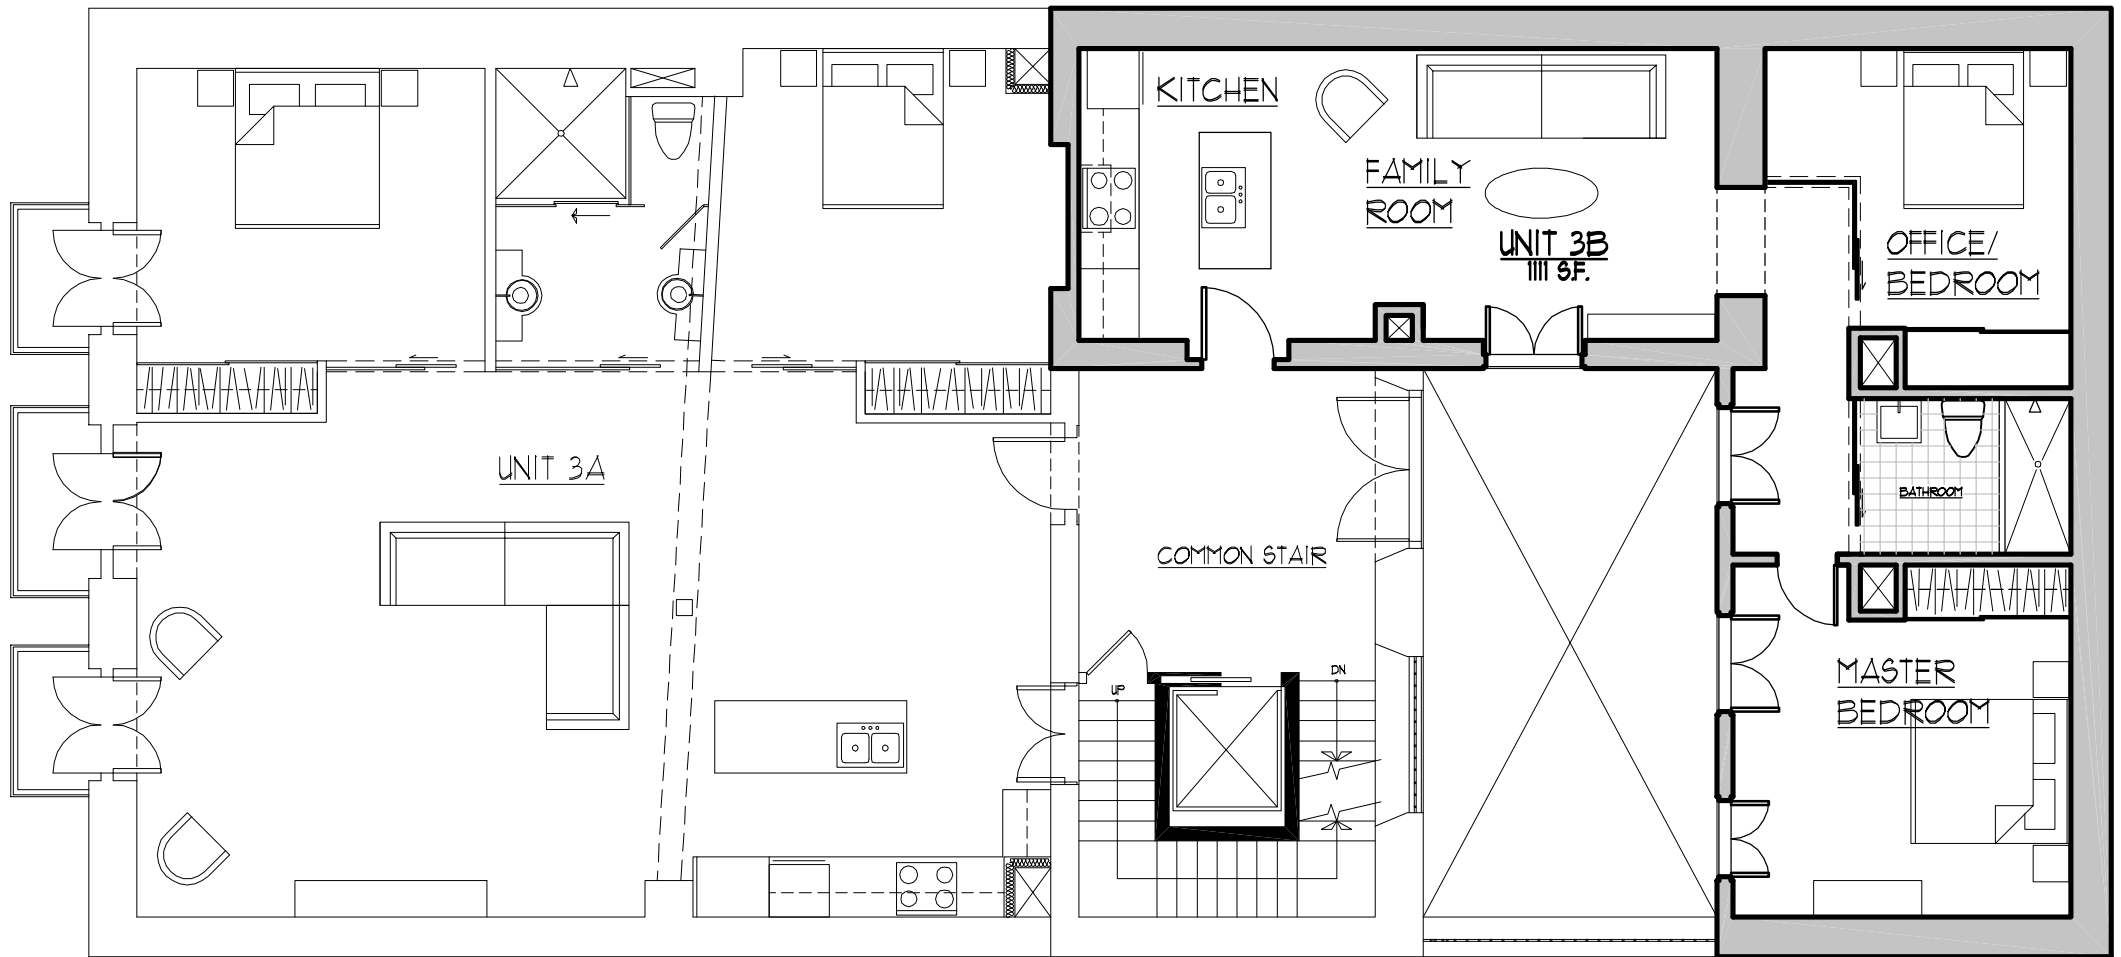 KITCHEN
FAMILY
ROOM
UNIT 3B
1111 S.F.
OFFICE/
BEDROOM
UNIT 3A
BATHROOM
COMMON STAIR
UP
DN
MASTER
BEDROOM